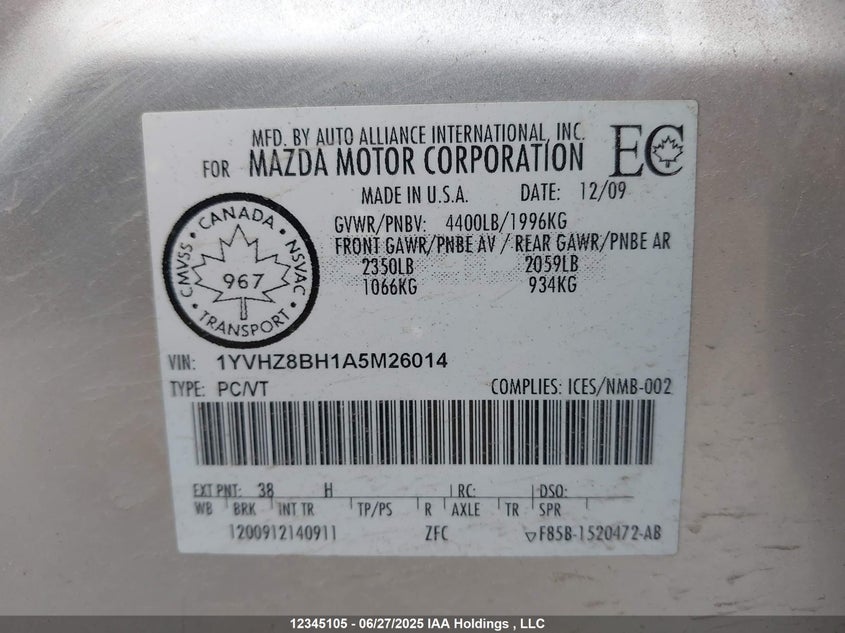 MFD. BY AUTO ALLIANCE INTERNATIONAL, INC.
FOR MAZDA MOTOR CORPORATION EC
MADE IN U.S.A. DATE: 12/09
GVWR/PNBV: 4400LB/1996KG
FRONT GAWR/PNBE AV / REAR GAWR/PNBE AR
2350LB 2059LB
1066KG 934KG
CANADA
CMVSS • NSVAC
967
TRANSPORT
VIN: 1YVHZ8BH1A5M26014
TYPE: PC/VT COMPLIES: ICES/NMB-002
EXT PNT: 38 H RC: DSO:
WB BRK INT TR TP/PS R AXLE TR SPR
1200912140911 ZFC ▽F85B-1520472-AB
12345105 - 06/27/2025 IAA Holdings , LLC